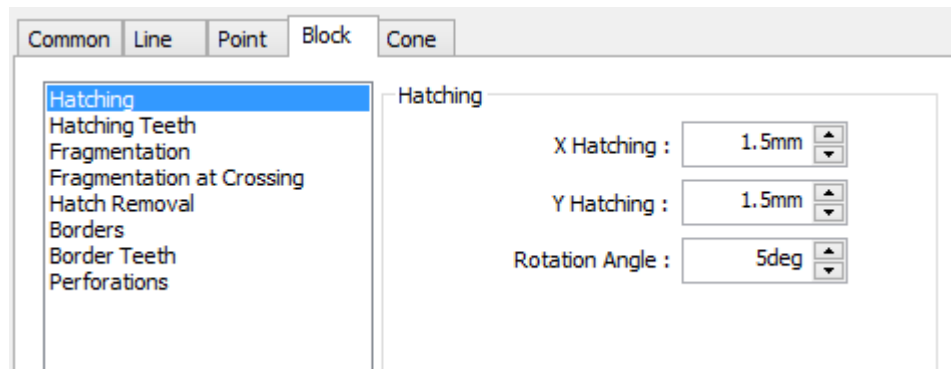 Common Line Point Block Cone
Hatching
Hatching Teeth
Fragmentation
Fragmentation at Crossing
Hatch Removal
Borders
Border Teeth
Perforations
Hatching
X Hatching : 1.5mm
Y Hatching : 1.5mm
Rotation Angle : 5deg